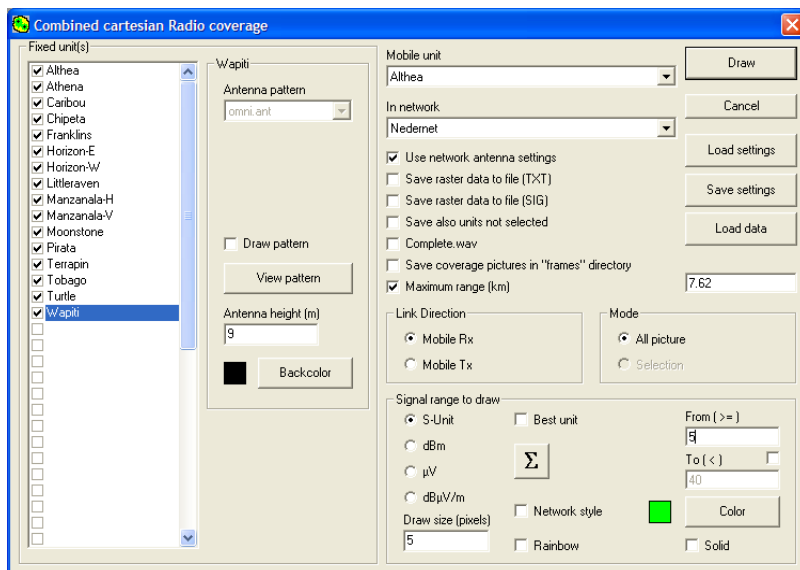 Combined cartesian Radio coverage
Fixed unit(s)
Althea
Athena
Caribou
Chipeta
Franklins
Horizon-E
Horizon-W
Littleraven
Manzanala-H
Manzanala-V
Moonstone
Pirata
Terrapin
Tobago
Turtle
Wapiti
Wapiti
Antenna pattern
omni.ant
Draw pattern
View pattern
Antenna height (m)
9
Backcolor
Mobile unit
Althea
In network
Nedernet
Use network antenna settings
Save raster data to file (TXT)
Save raster data to file (SIG)
Save also units not selected
Complete.wav
Save coverage pictures in "frames" directory
Maximum range (km)
7.62
Draw
Cancel
Load settings
Save settings
Load data
Link Direction
Mobile Rx
Mobile Tx
Mode
All picture
Selection
Signal range to draw
S-Unit
dBm
µV
dBµV/m
Draw size (pixels)
5
Best unit
Σ
Network style
Rainbow
From ( >= )
5
To ( < )
40
Color
Solid